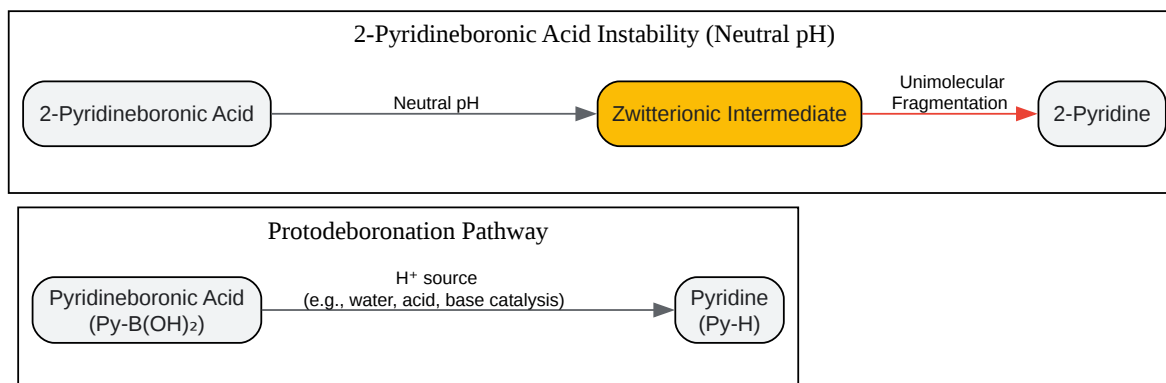 2-Pyridineboronic Acid Instability (Neutral pH)
2-Pyridineboronic Acid
Neutral pH
Zwitterionic Intermediate
Unimolecular
Fragmentation
2-Pyridine
Protodeboronation Pathway
Pyridineboronic Acid
(Py-B(OH)₂)
H⁺ source
(e.g., water, acid, base catalysis)
Pyridine
(Py-H)